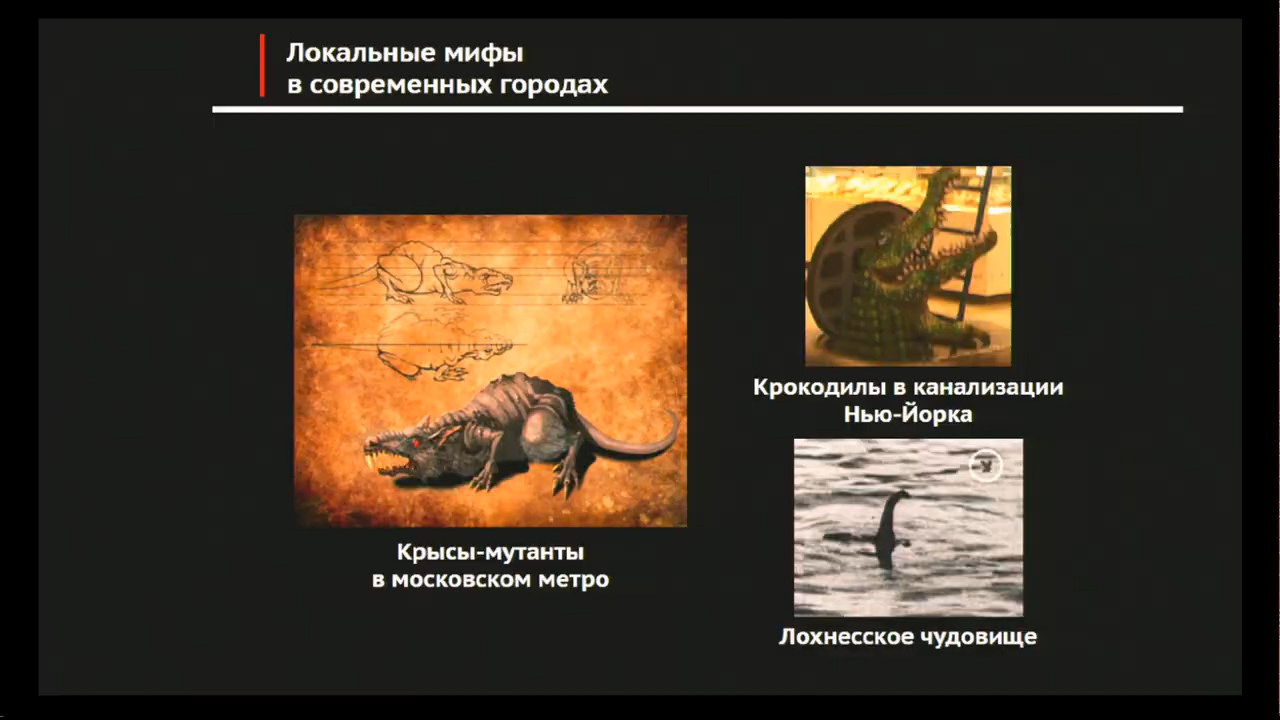 Локальные мифы
в современных городах
Крокодилы в канализации
Нью-Йорка
Крысы-мутанты
в московском метро
Лохнесское чудовище